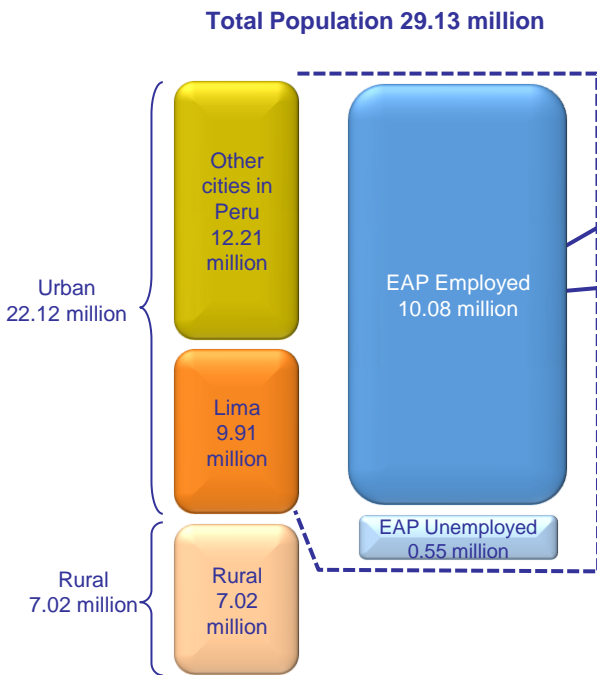 Total Population 29.13 million
Urban
22.12 million
Other
cities in
Peru
12.21
million
Lima
9.91
million
Rural
7.02 million
Rural
7.02
million
EAP Employed
10.08 million
EAP Unemployed
0.55 million